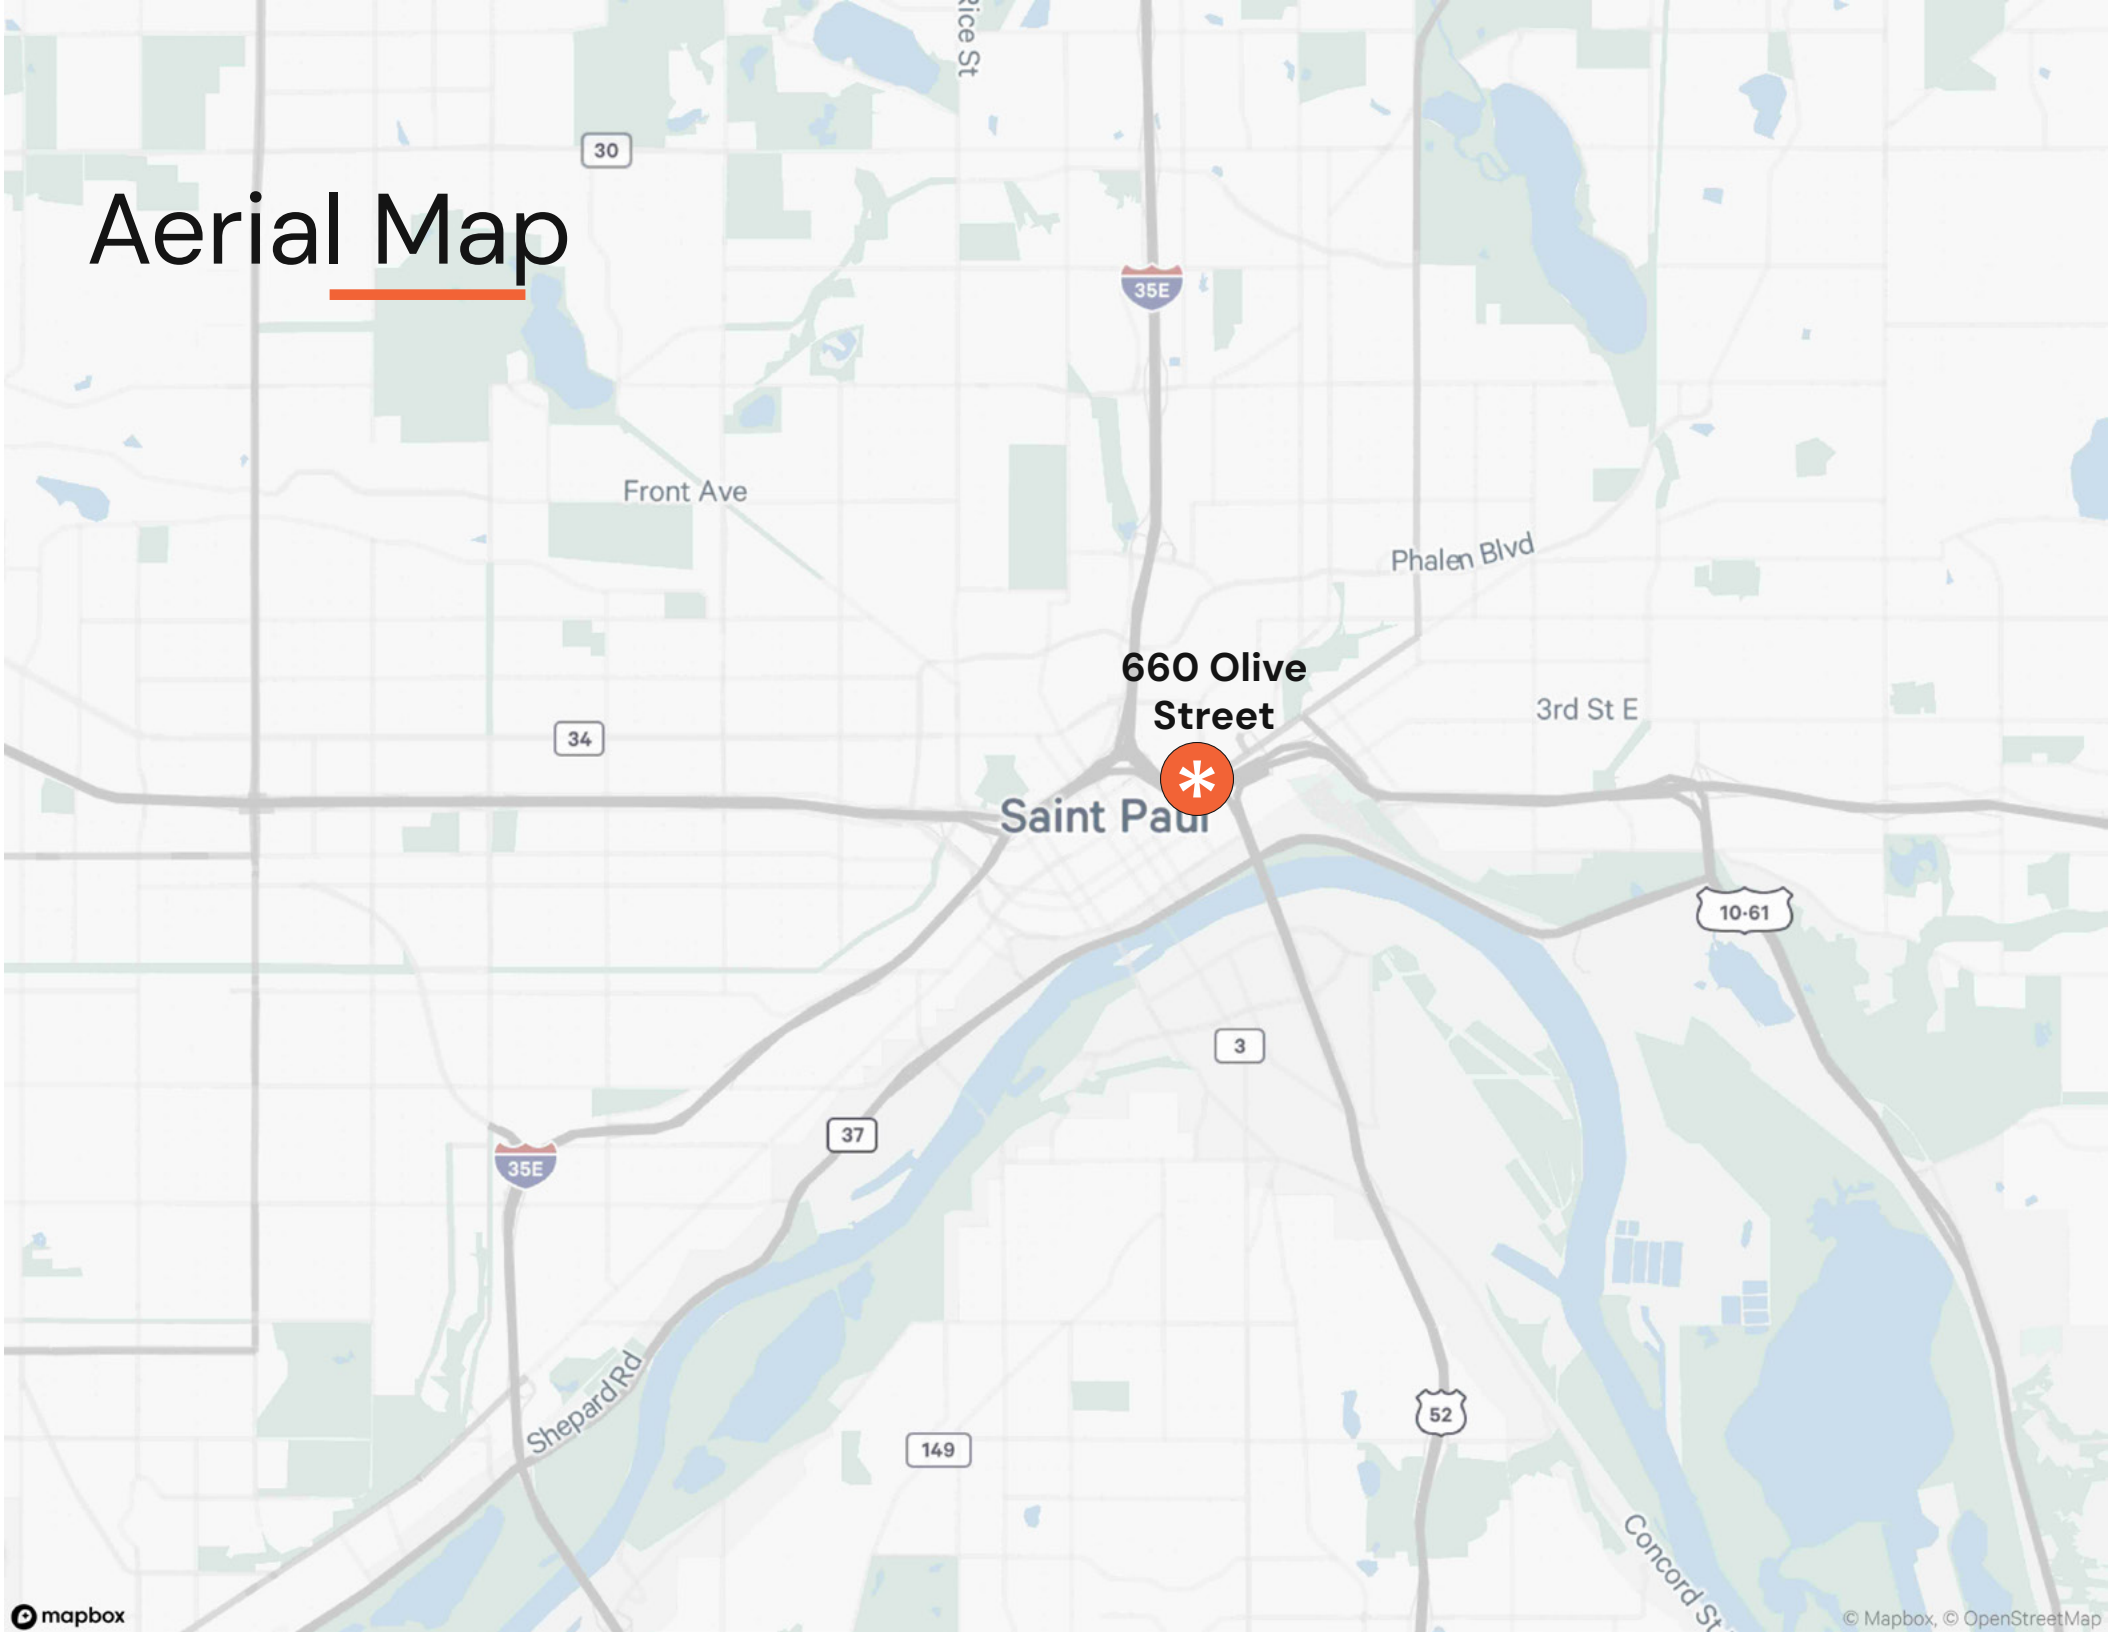 Rice St
30
Aerial Map
35E
Front Ave
Phalen Blvd
660 Olive
Street
3rd St E
34
Saint Paul
10·61
3
37
35E
Shepard Rd
52
149
Concord St
mapbox
© Mapbox, © OpenStreetMap